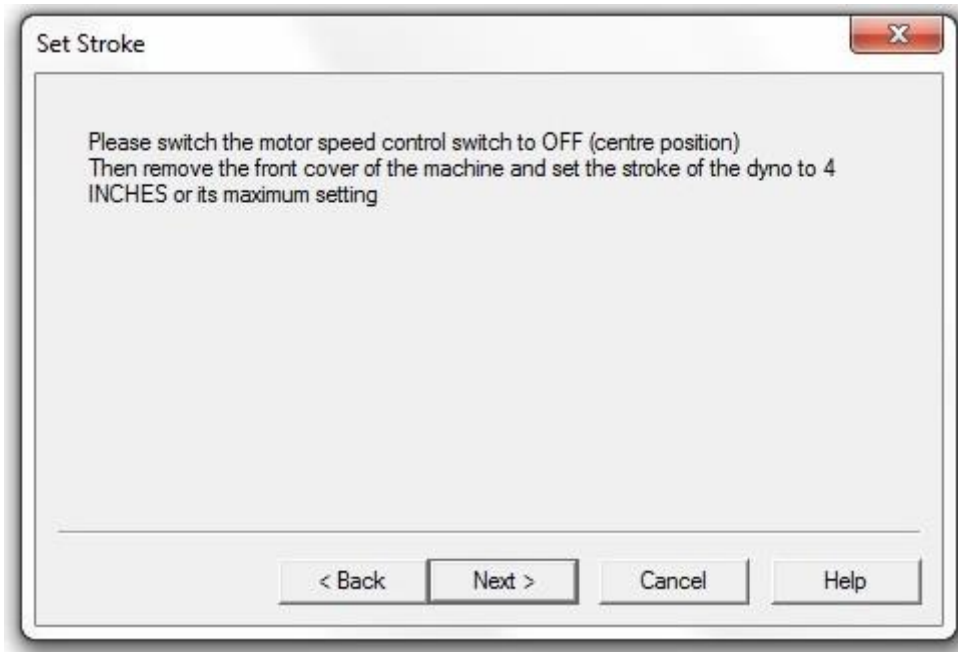 Set Stroke
Please switch the motor speed control switch to OFF (centre position)
Then remove the front cover of the machine and set the stroke of the dyno to 4
INCHES or its maximum setting
< Back
Next >
Cancel
Help